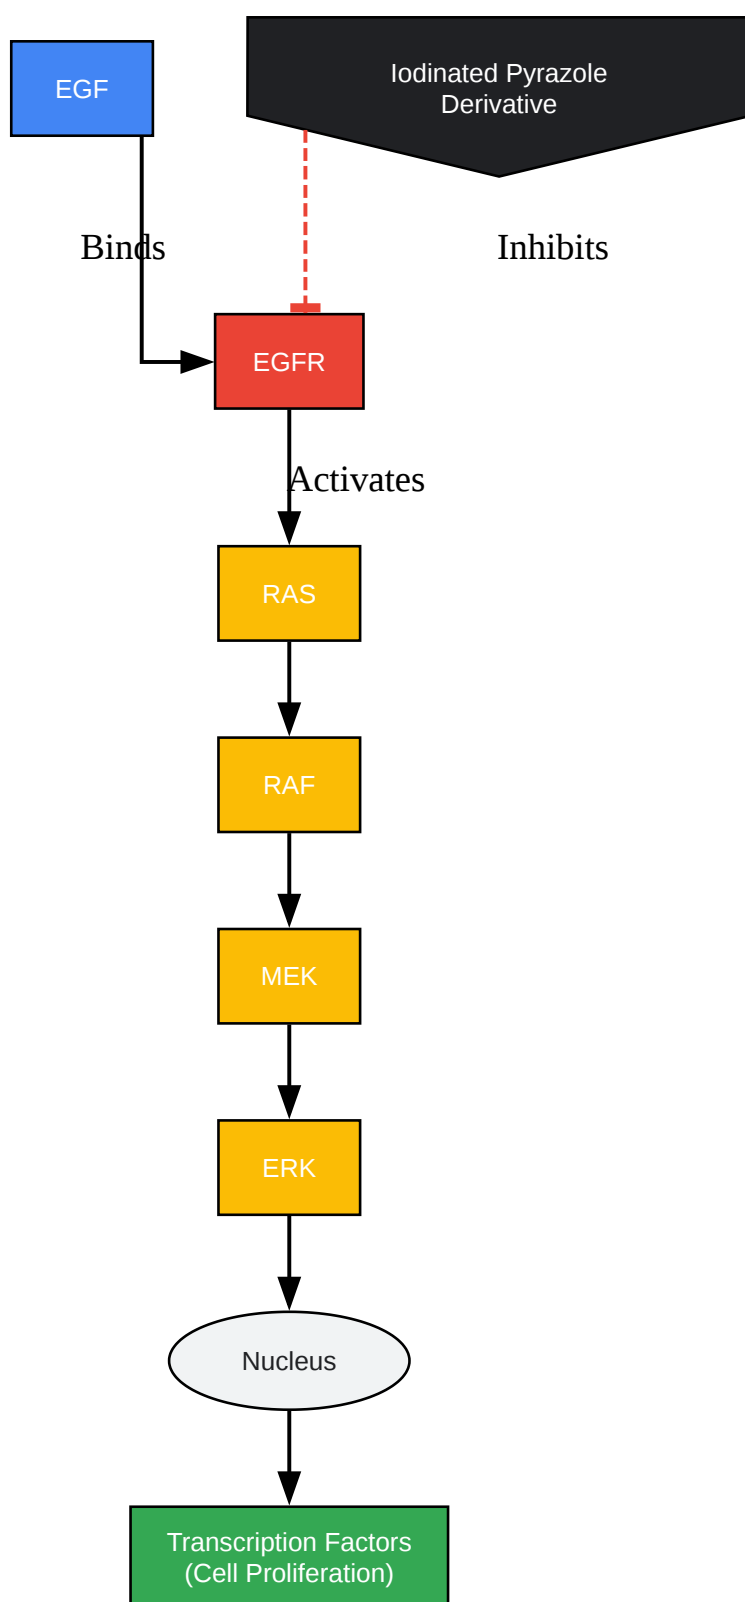 EGF
Iodinated Pyrazole
Derivative
Binds
Inhibits
EGFR
Activates
RAS
RAF
MEK
ERK
Nucleus
Transcription Factors
(Cell Proliferation)